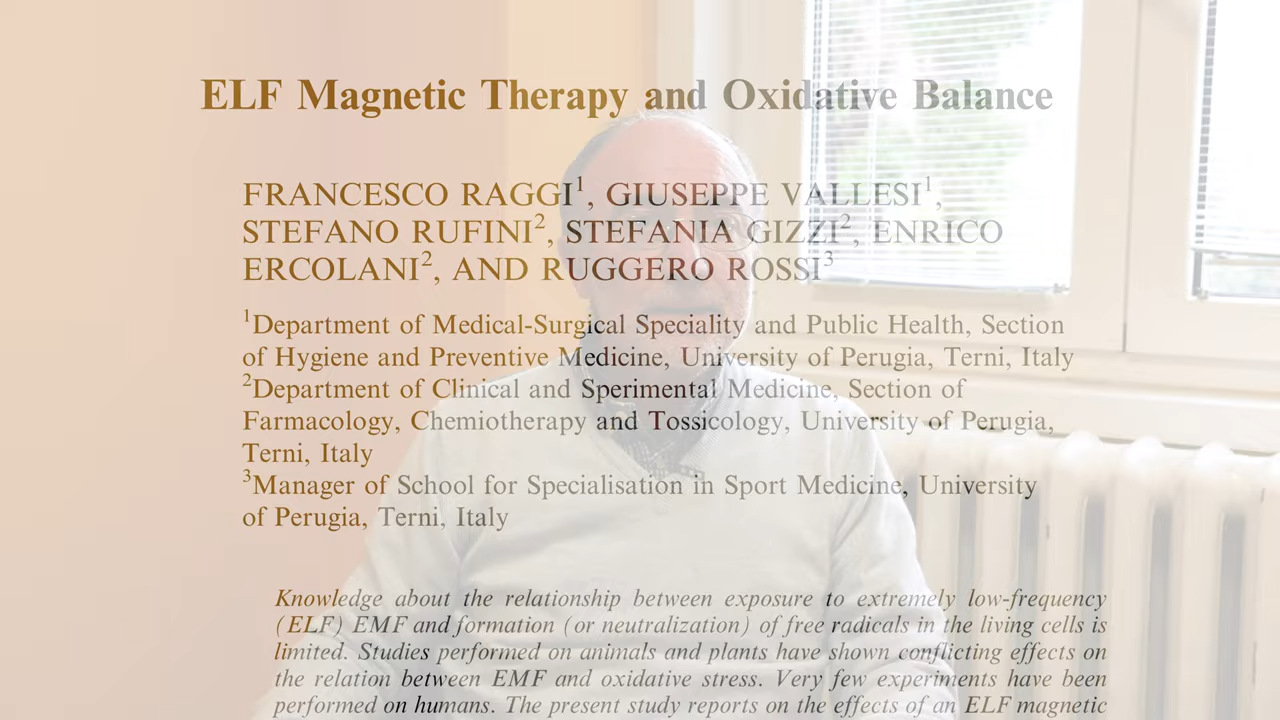 ELF Magnetic Therapy and Oxidative Balance
FRANCESCO RAGGI¹, GIUSEPPE VALLESI¹,
STEFANO RUFINI², STEFANIA GIZZI², ENRICO
ERCOLANI², AND RUGGERO ROSSI³
¹Department of Medical-Surgical Speciality and Public Health, Section
of Hygiene and Preventive Medicine, University of Perugia, Terni, Italy
²Department of Clinical and Sperimental Medicine, Section of
Farmacology, Chemiotherapy and Tossicology, University of Perugia,
Terni, Italy
³Manager of School for Specialisation in Sport Medicine, University
of Perugia, Terni, Italy
Knowledge about the relationship between exposure to extremely low-frequency
(ELF) EMF and formation (or neutralization) of free radicals in the living cells is
limited. Studies performed on animals and plants have shown conflicting effects on
the relation between EMF and oxidative stress. Very few experiments have been
performed on humans. The present study reports on the effects of an ELF magnetic